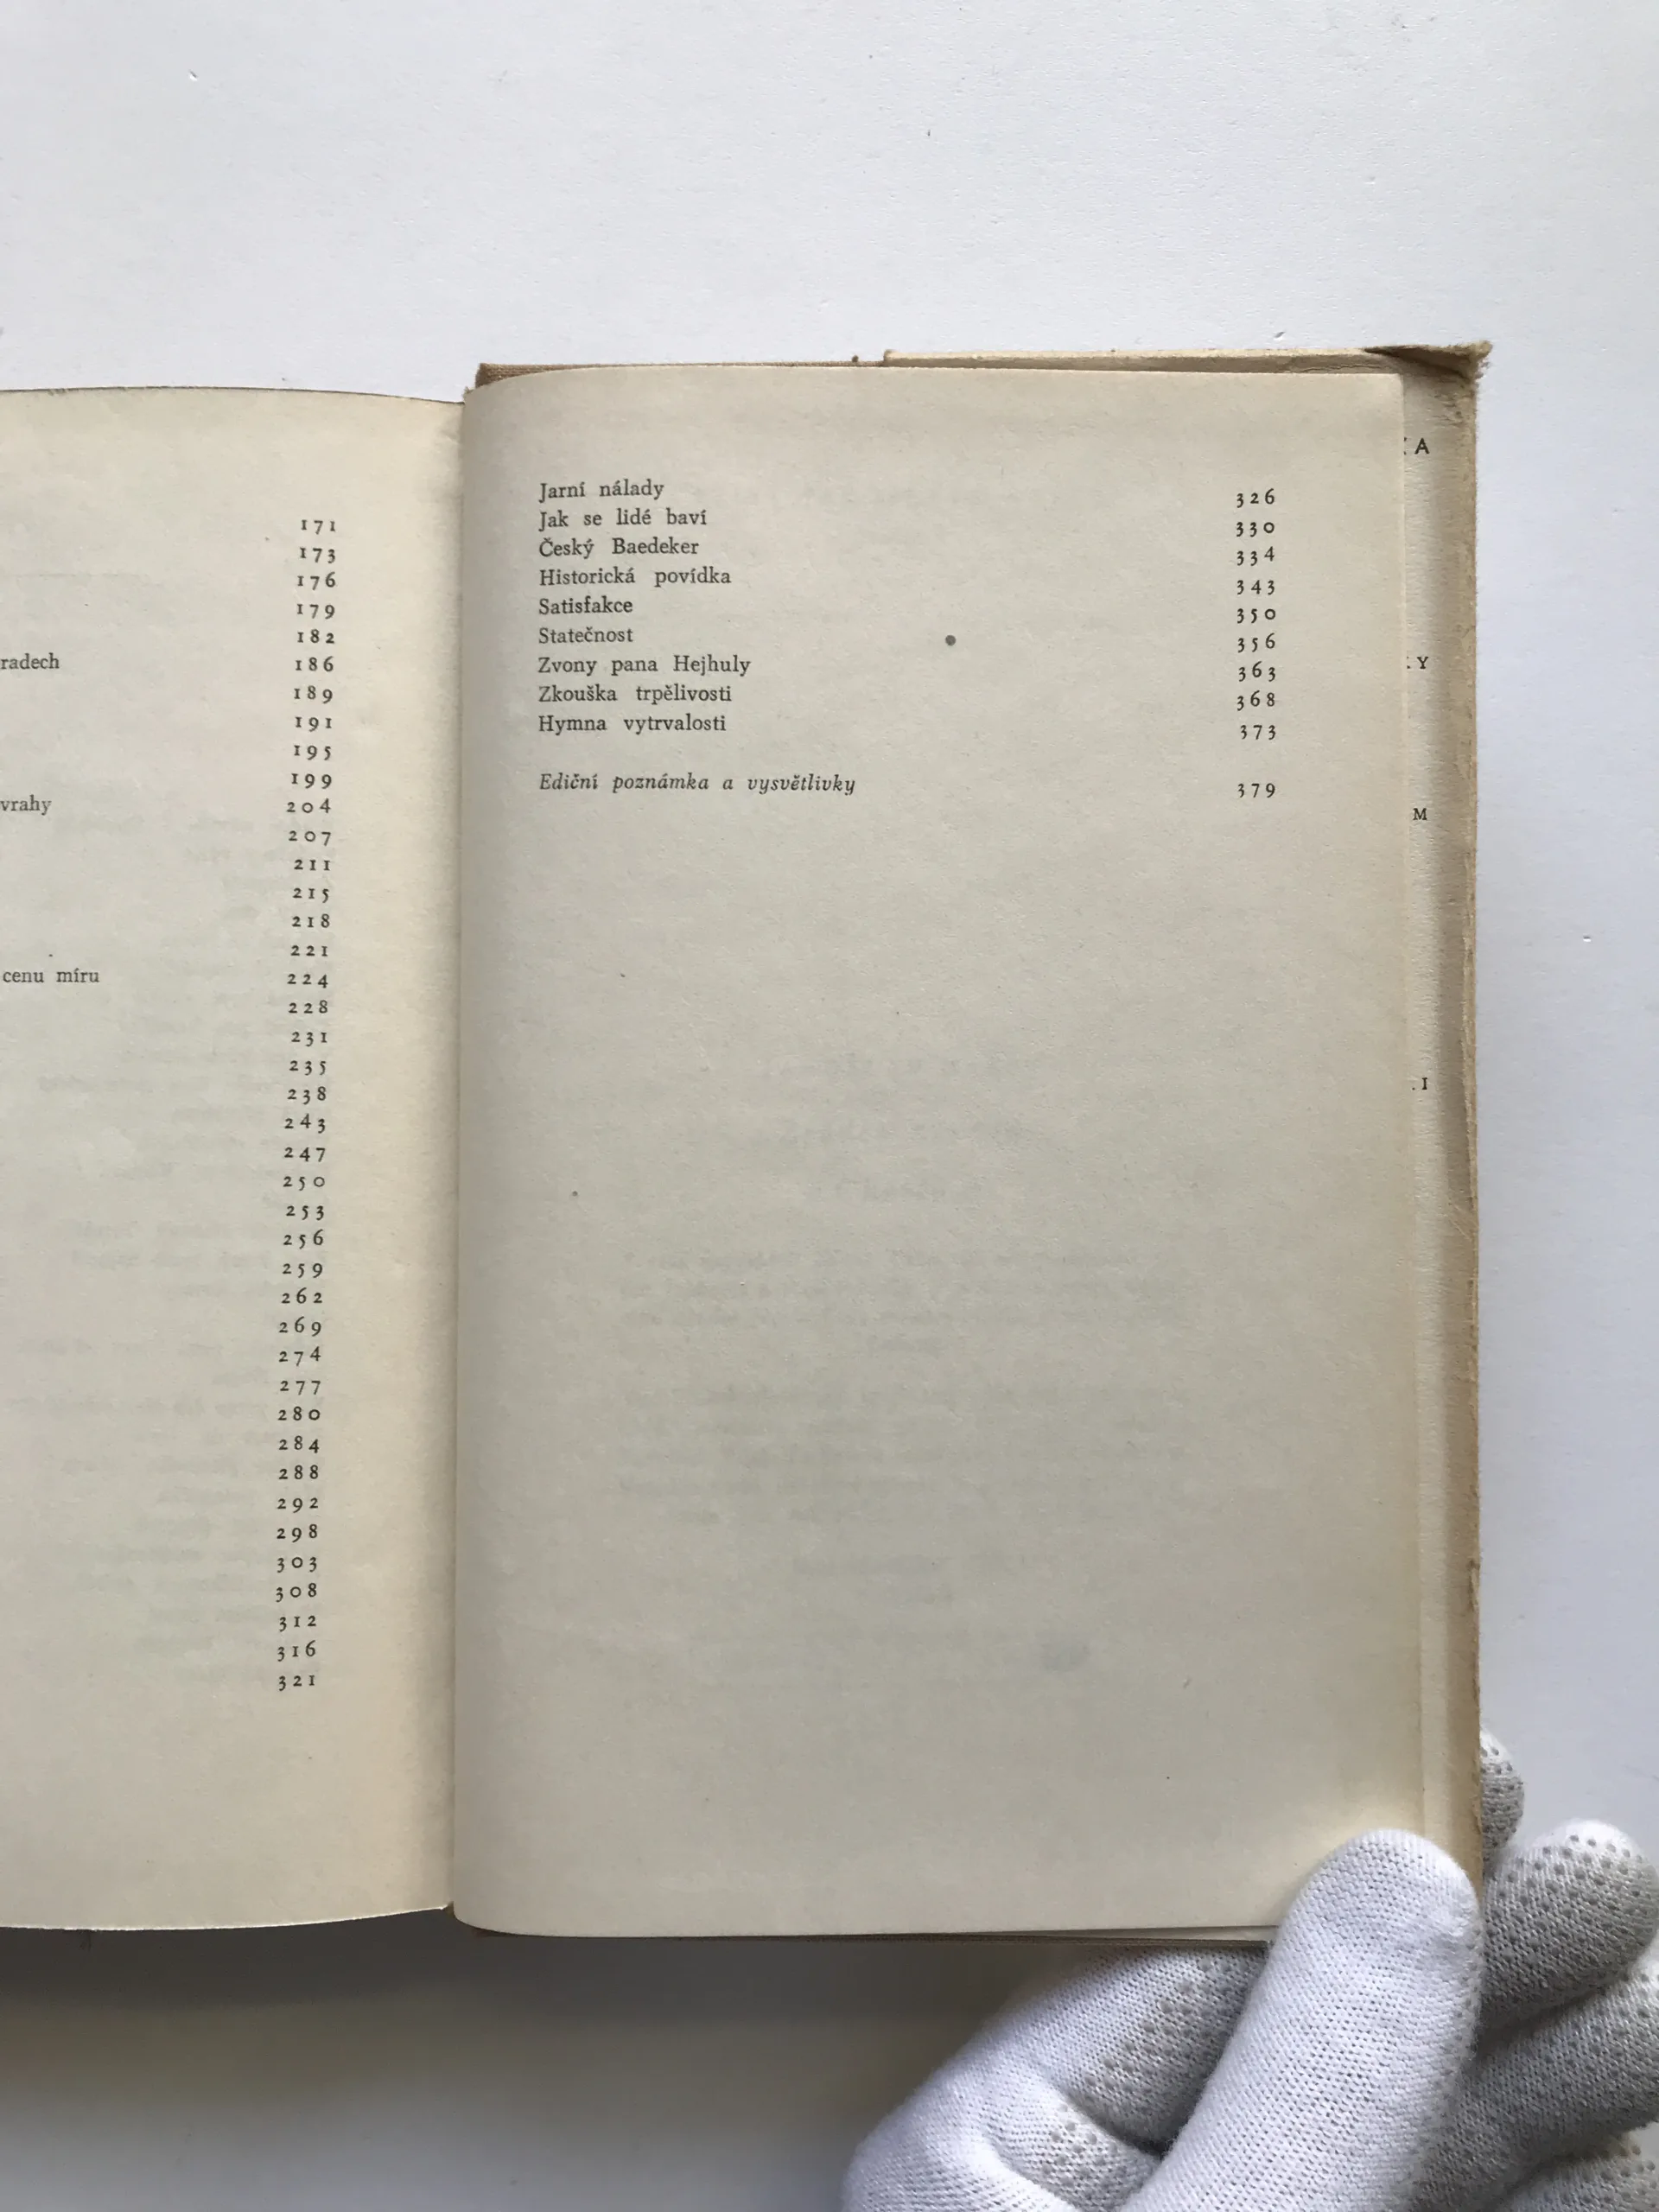 171
173
176
179
182
radech 186
189
191
195
199
vrahy 204
207
211
215
218
221
cenu míru 224
228
231
235
238
243
247
250
253
256
259
262
269
274
277
280
284
288
292
298
303
308
312
316
321
Jarní nálady 326
Jak se lidé baví 330
Český Baedeker 334
Historická povídka 343
Satisfakce 350
Statečnost 356
Zvony pana Hejhuly 363
Zkouška trpělivosti 368
Hymna vytrvalosti 373
Ediční poznámka a vysvětlivky 379
A
Y
M
I